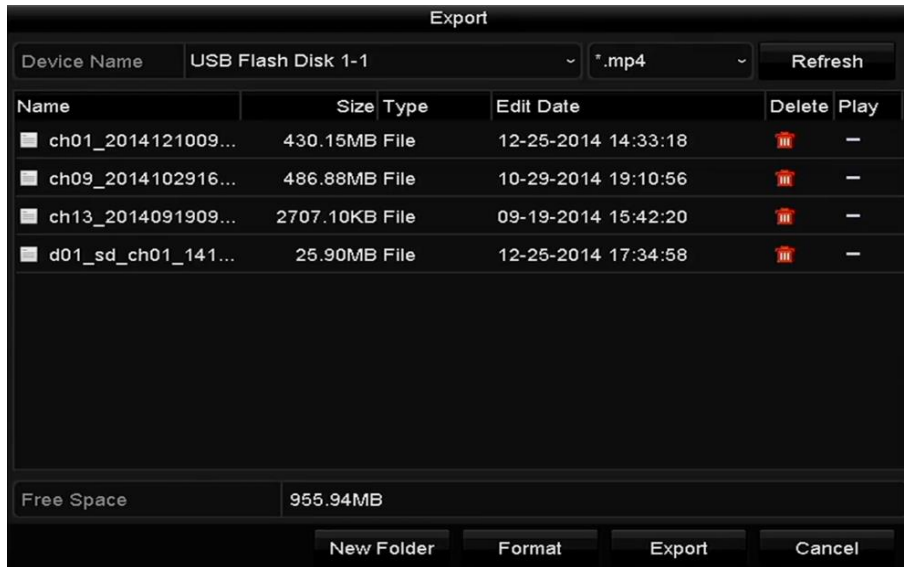 Export
Device Name USB Flash Disk 1-1 *.mp4 Refresh
Name Size Type Edit Date Delete Play
ch01_2014121009... 430.15MB File 12-25-2014 14:33:18
ch09_2014102916... 486.88MB File 10-29-2014 19:10:56
ch13_2014091909... 2707.10KB File 09-19-2014 15:42:20
d01_sd_ch01_141... 25.90MB File 12-25-2014 17:34:58
Free Space 955.94MB
New Folder Format Export Cancel